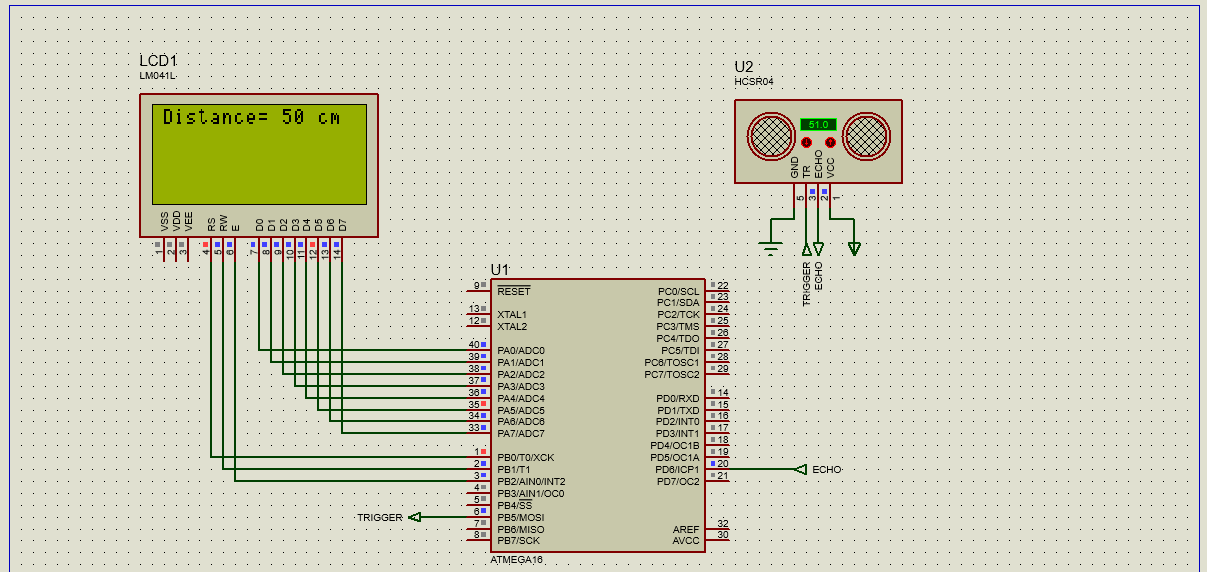 LCD1
LM041L
Distance= 50 cm
VSS
VDD
VEE
RS
RW
E
D0
D1
D2
D3
D4
D5
D6
D7
1
2
3
4
5
6
7
8
9
10
11
12
13
14
U2
HCSR04
51.0
GND
TR
ECHO
VCC
5
3
2
1
TRIGGER
ECHO
U1
9 RESET
13 XTAL1
12 XTAL2
40 PA0/ADC0
39 PA1/ADC1
38 PA2/ADC2
37 PA3/ADC3
36 PA4/ADC4
35 PA5/ADC5
34 PA6/ADC6
33 PA7/ADC7
1 PB0/T0/XCK
2 PB1/T1
3 PB2/AIN0/INT2
4 PB3/AIN1/OC0
5 PB4/SS
TRIGGER 6 PB5/MOSI
7 PB6/MISO
8 PB7/SCK
PC0/SCL 22
PC1/SDA 23
PC2/TCK 24
PC3/TMS 25
PC4/TDO 26
PC5/TDI 27
PC6/TOSC1 28
PC7/TOSC2 29
PD0/RXD 14
PD1/TXD 15
PD2/INT0 16
PD3/INT1 17
PD4/OC1B 18
PD5/OC1A 19
PD6/ICP1 20 ECHO
PD7/OC2 21
AREF 32
AVCC 30
ATMEGA16